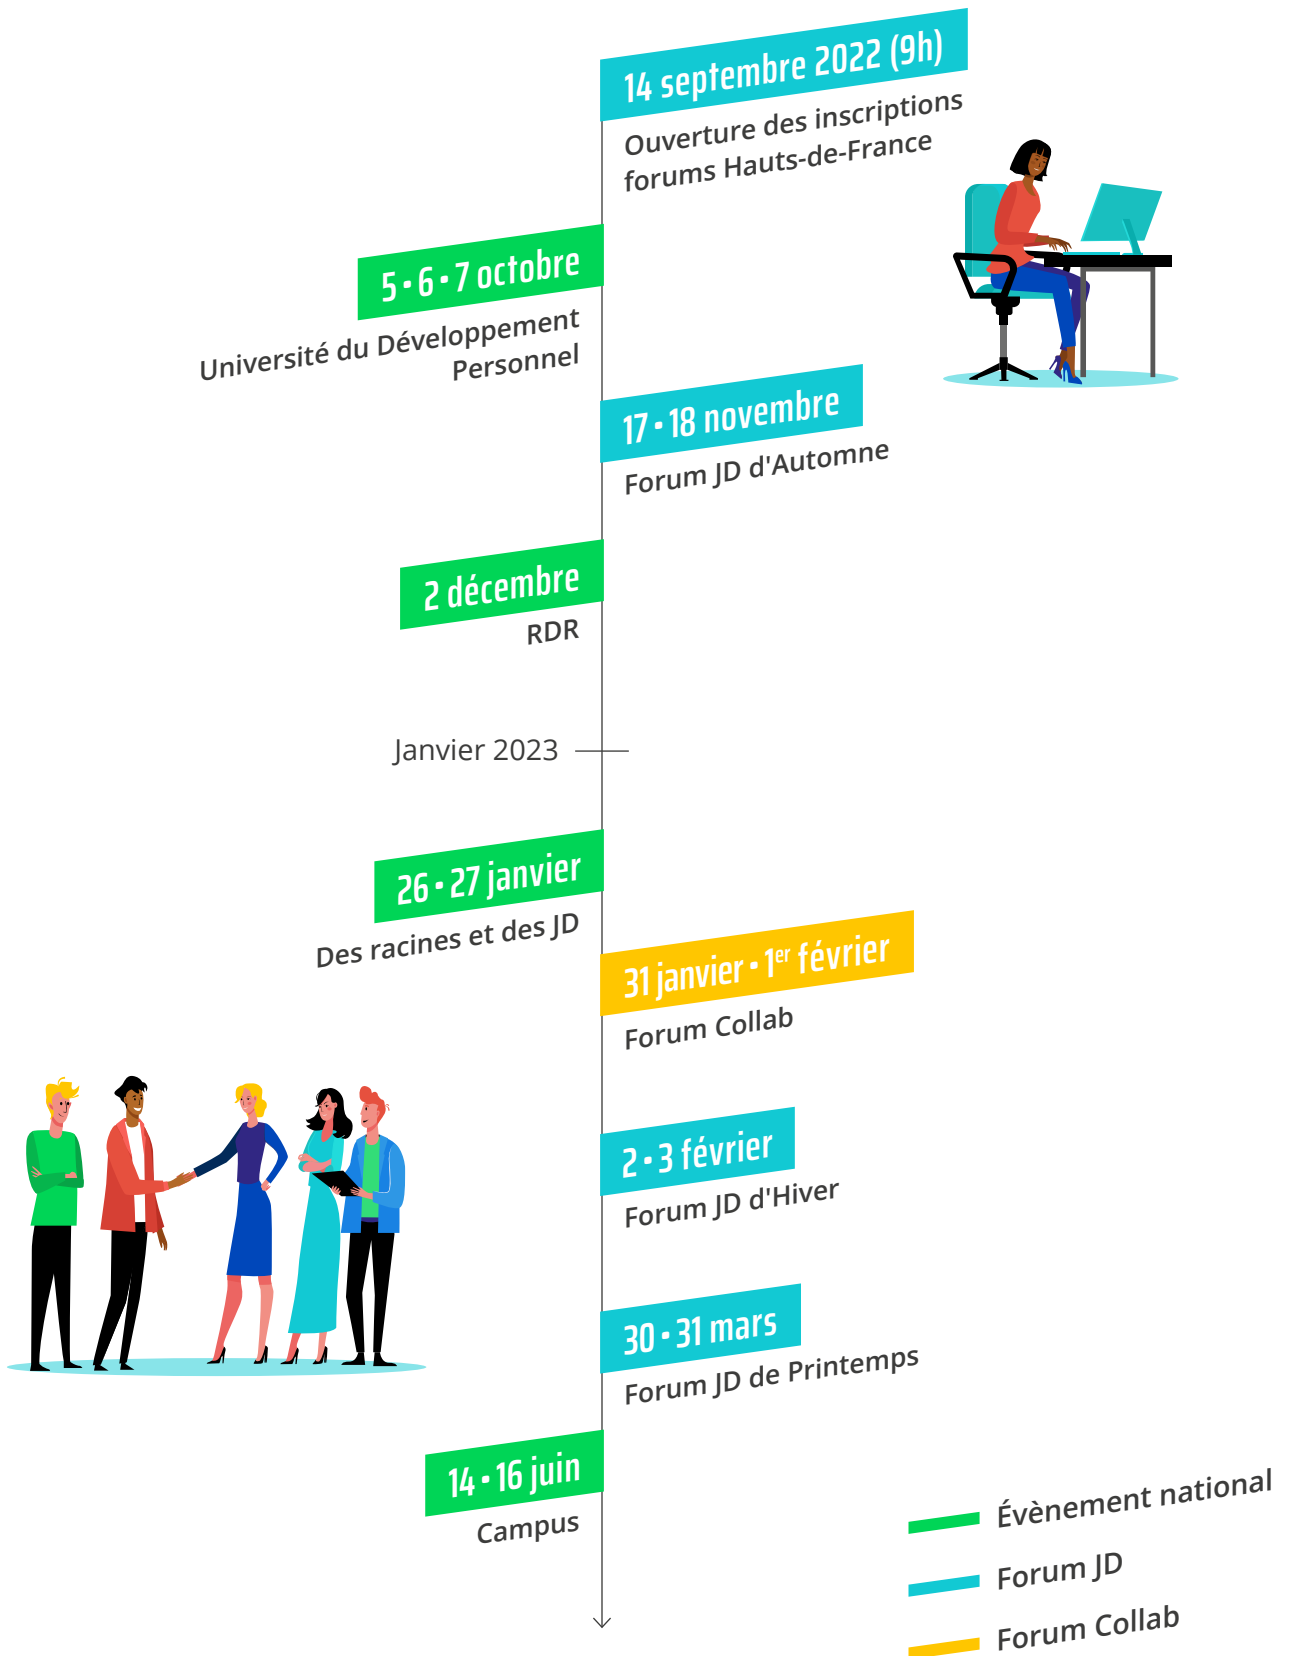 14 septembre 2022 (9h)
Ouverture des inscriptions
forums Hauts-de-France
5 • 6 • 7 octobre
Université du Développement
Personnel
17 • 18 novembre
Forum JD d'Automne
2 décembre
RDR
Janvier 2023
26 • 27 janvier
Des racines et des JD
31 janvier • 1er février
Forum Collab
2 • 3 février
Forum JD d'Hiver
30 • 31 mars
Forum JD de Printemps
14 • 16 juin
Campus
Évènement national
Forum JD
Forum Collab